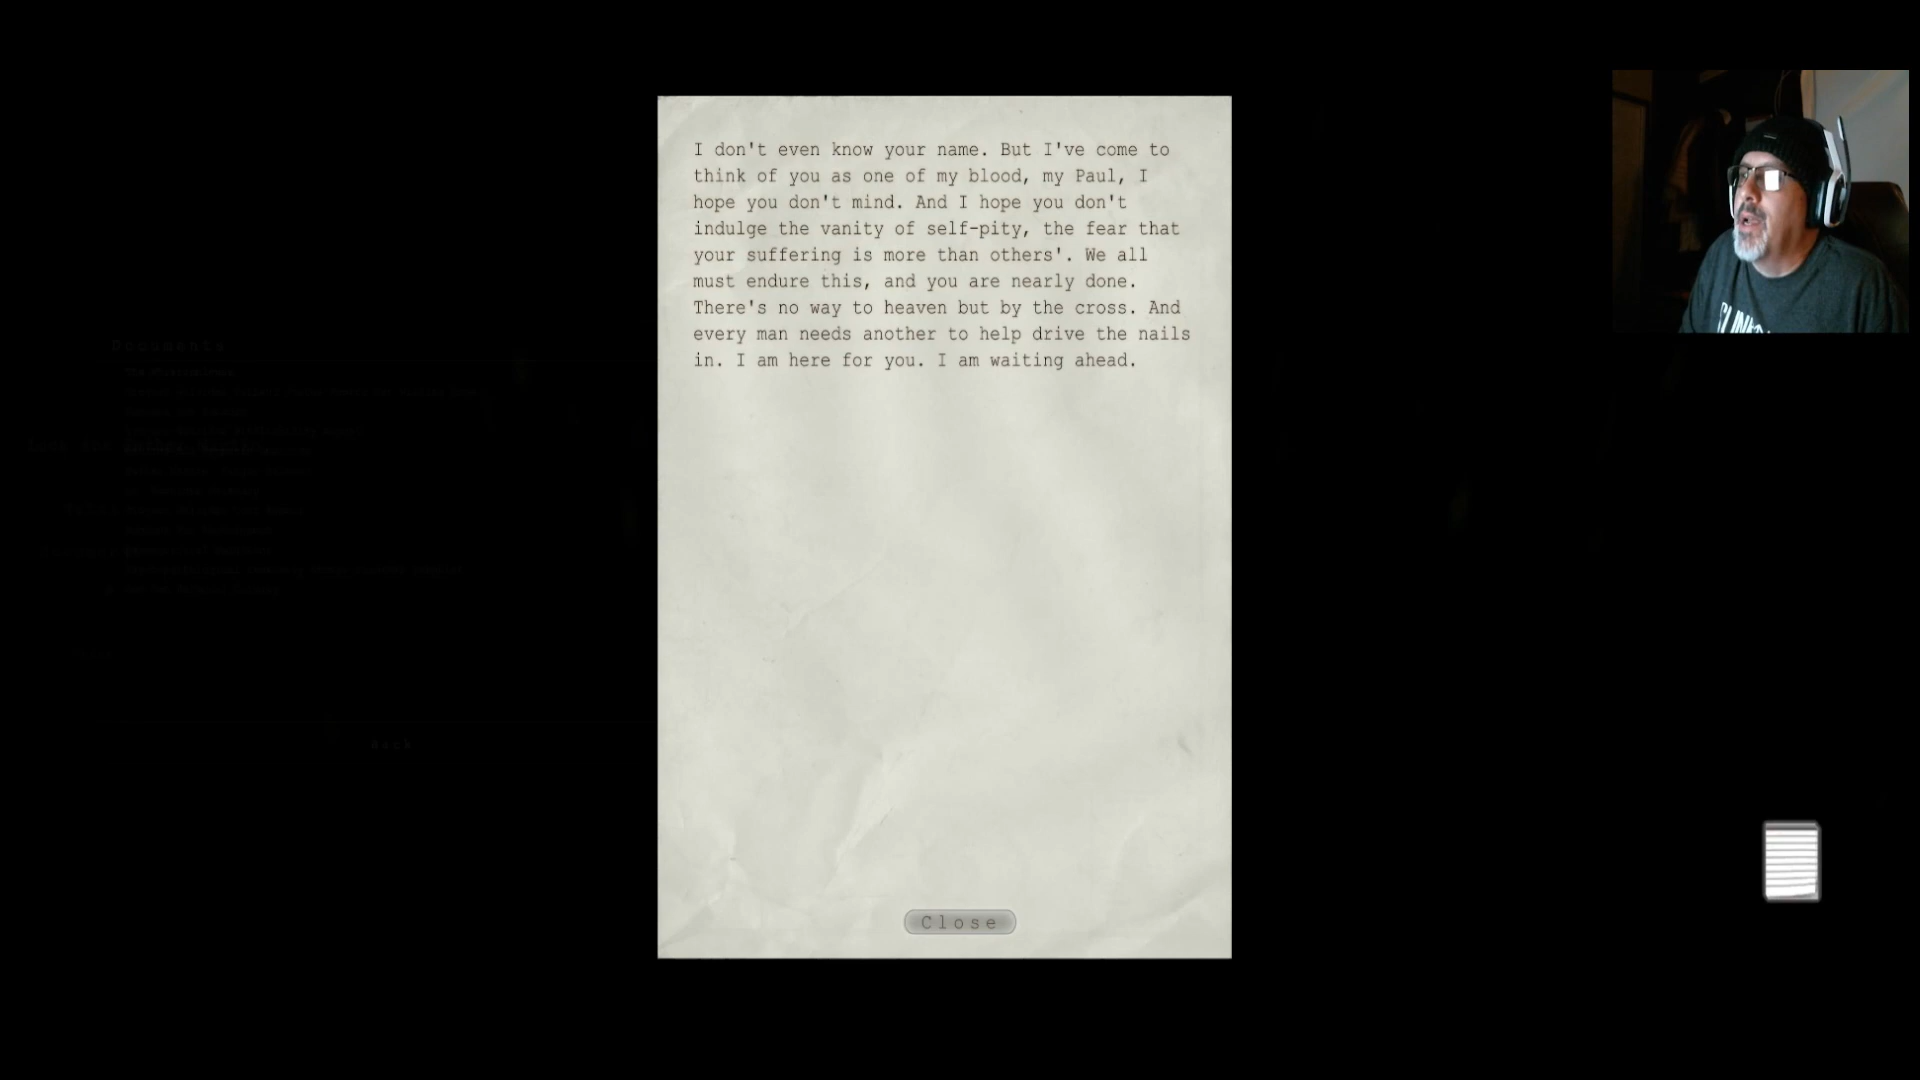 I don't even know your name. But I've come to
think of you as one of my blood, my Paul, I
hope you don't mind. And I hope you don't
indulge the vanity of self-pity, the fear that
your suffering is more than others'. We all
must endure this, and you are nearly done.
There's no way to heaven but by the cross. And
every man needs another to help drive the nails
in. I am here for you. I am waiting ahead.
Close
Documents
Back